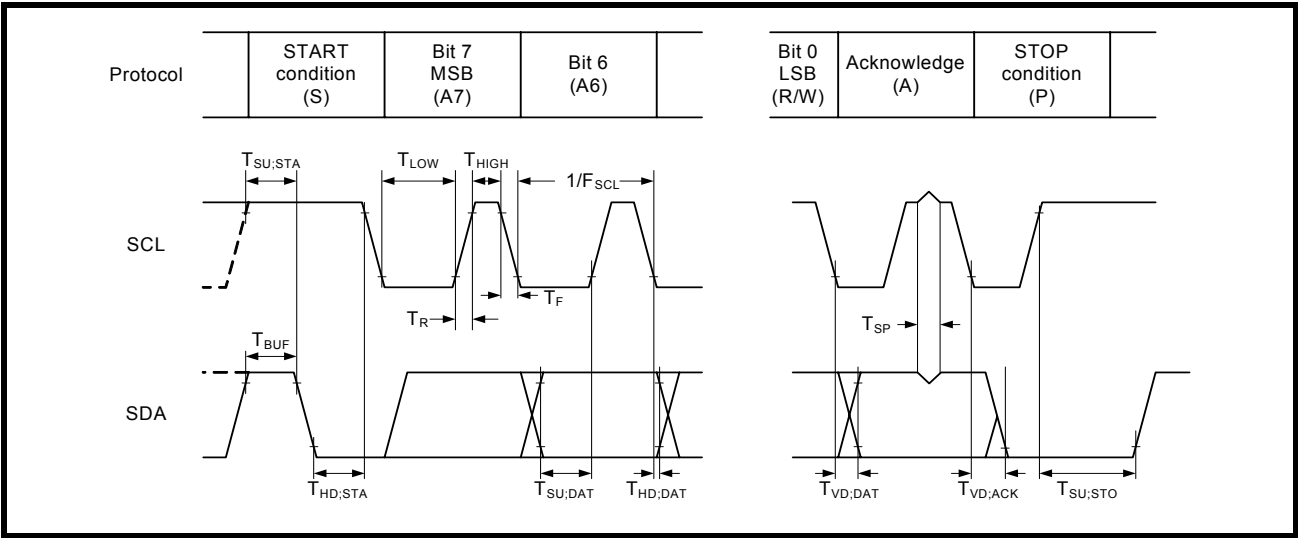 Protocol
START
condition
(S)
Bit 7
MSB
(A7)
Bit 6
(A6)
Bit 0
LSB
(R/W)
Acknowledge
(A)
STOP
condition
(P)
TSU;STA
TLOW
THIGH
1/FSCL
SCL
TF
TR
TSP
TBUF
SDA
THD;STA
TSU;DAT
THD;DAT
TVD;DAT
TVD;ACK
TSU;STO